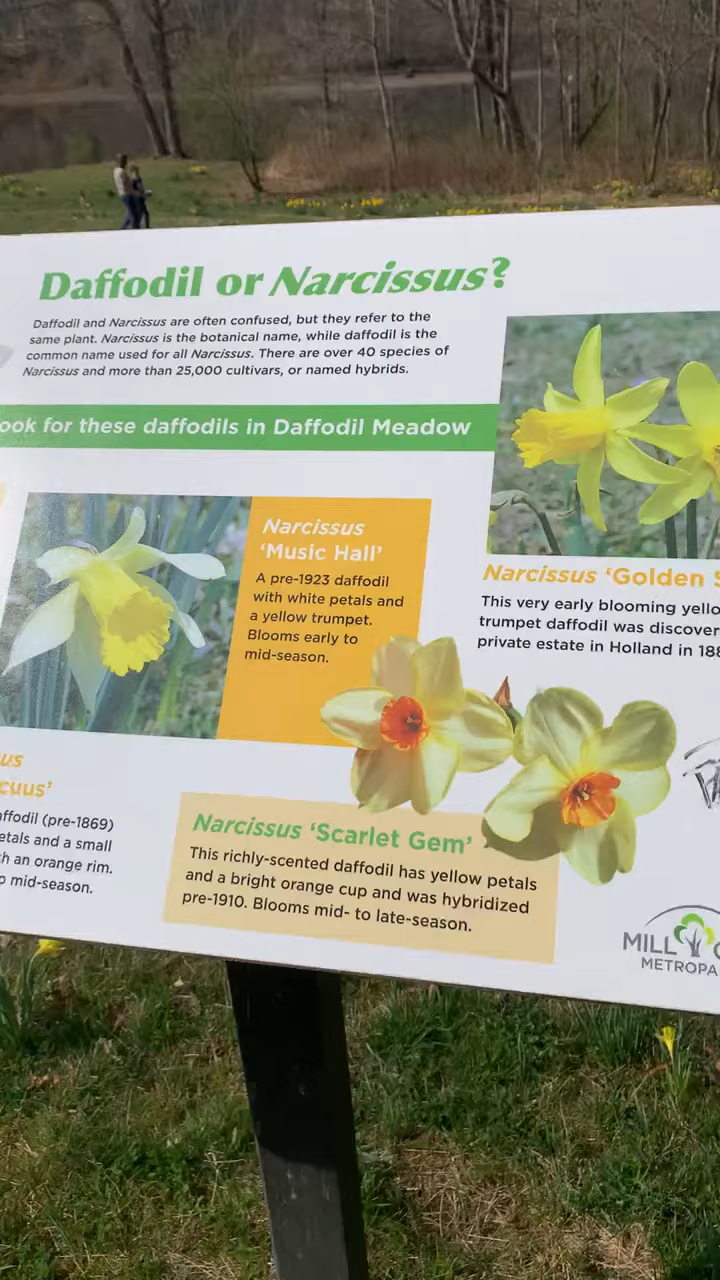 Daffodil or Narcissus?
Daffodil and Narcissus are often confused, but they refer to the
same plant. Narcissus is the botanical name, while daffodil is the
common name used for all Narcissus. There are over 40 species of
Narcissus and more than 25,000 cultivars, or named hybrids.
ook for these daffodils in Daffodil Meadow
Narcissus
‘Music Hall’
A pre-1923 daffodil
with white petals and
a yellow trumpet.
Blooms early to
mid-season.
Narcissus ‘Golden S
This very early blooming yello
trumpet daffodil was discover
private estate in Holland in 188
us
cuus’
affodil (pre-1869)
etals and a small
h an orange rim.
o mid-season.
Narcissus ‘Scarlet Gem’
This richly-scented daffodil has yellow petals
and a bright orange cup and was hybridized
pre-1910. Blooms mid- to late-season.
MILL
METROPA